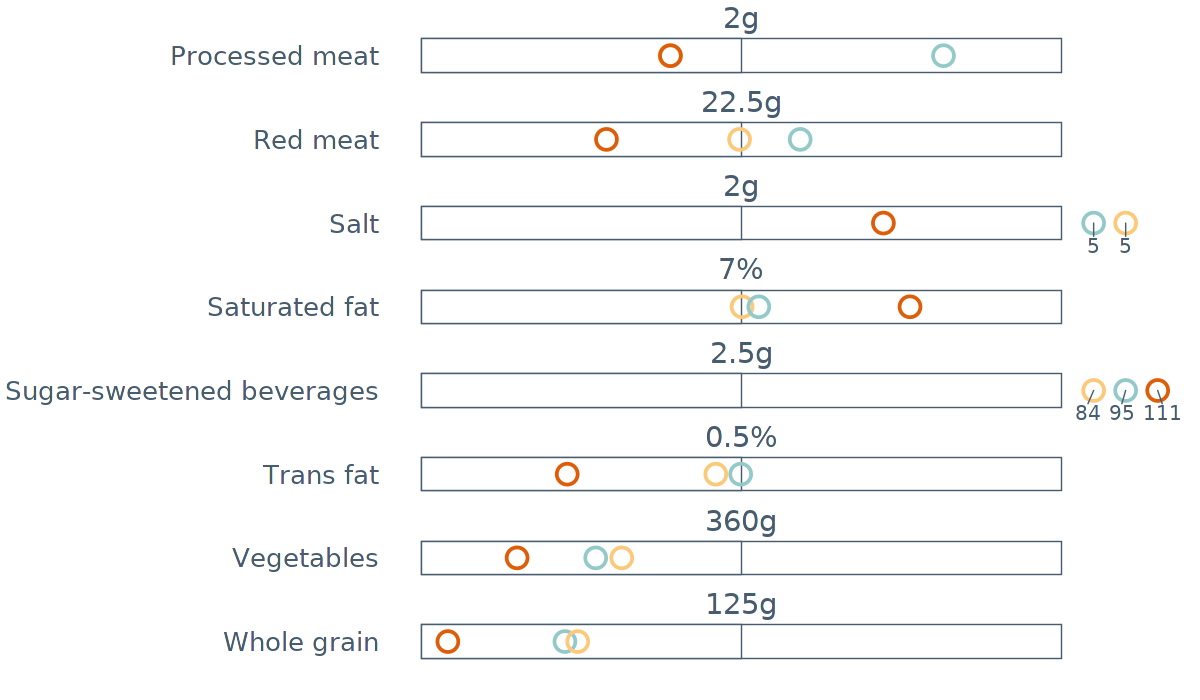 2g
Processed meat
22.5g
Red meat
2g
Salt
5 5
7%
Saturated fat
2.5g
Sugar-sweetened beverages
84 95 111
0.5%
Trans fat
360g
Vegetables
125g
Whole grain